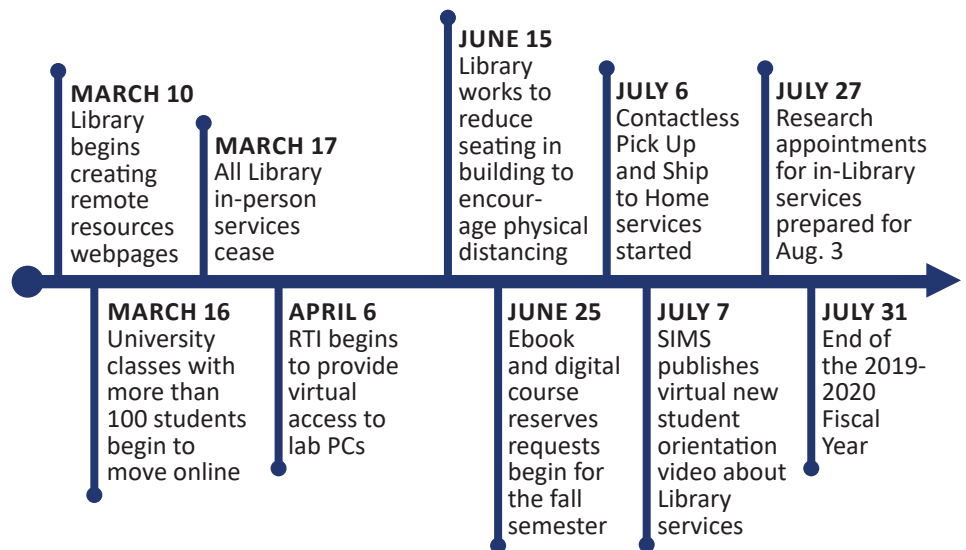 MARCH 10
Library
begins
creating
remote
resources
webpages
MARCH 17
All Library
in-person
services
cease
JUNE 15
Library
works to
reduce
seating in
building to
encour-
age physical
distancing
JULY 6
Contactless
Pick Up
and Ship
to Home
services
started
JULY 27
Research
appointments
for in-Library
services
prepared for
Aug. 3
MARCH 16
University
classes with
more than
100 students
begin to
move online
APRIL 6
RTI begins
to provide
virtual
access to
lab PCs
JUNE 25
Ebook
and digital
course
reserves
requests
begin for
the fall
semester
JULY 7
SIMS
publishes
virtual new
student
orientation
video about
Library
services
JULY 31
End of
the 2019-
2020
Fiscal
Year